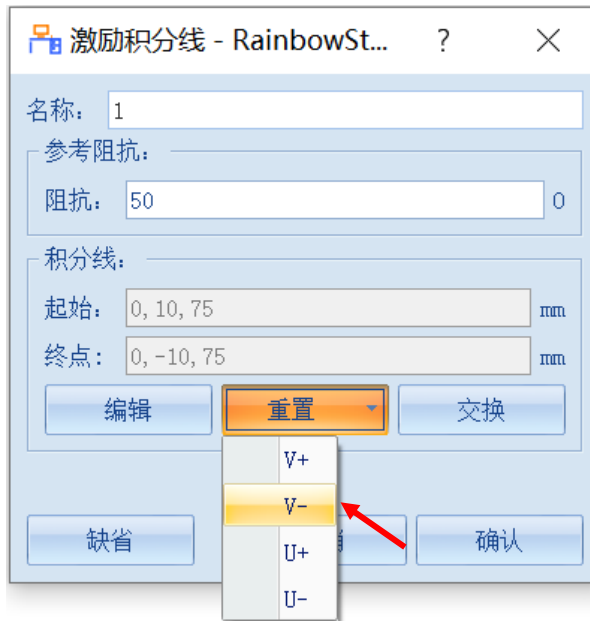 激励积分线 - RainbowSt... ?
名称: 1
参考阻抗:
阻抗: 50 O
积分线:
起始: 0, 10, 75 mm
终点: 0, -10, 75 mm
编辑 重置 交换
V+
V-
U+
U-
缺省 确认